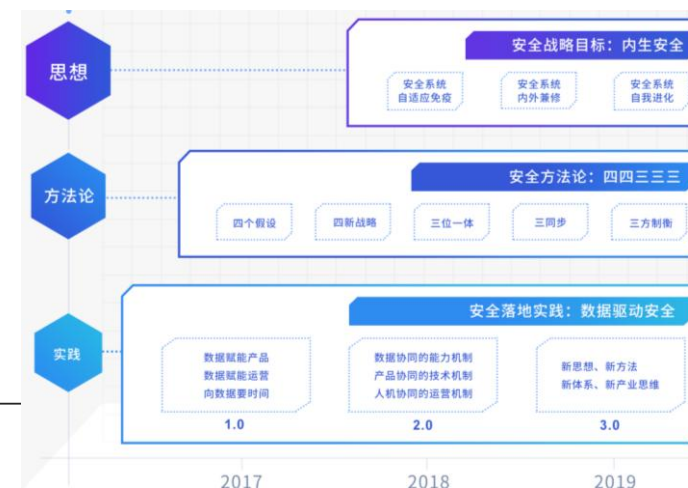 思想
安全战略目标：内生安全
安全系统
自适应免疫
安全系统
内外兼修
安全系统
自我进化
方法论
安全方法论：四四三三三
四个假设
四新战略
三位一体
三同步
三方制衡
实践
安全落地实践：数据驱动安全
数据赋能产品
数据赋能运营
向数据要时间
1.0
数据协同的能力机制
产品协同的技术机制
人机协同的运营机制
2.0
新思想、新方法
新体系、新产业思维
3.0
2017
2018
2019